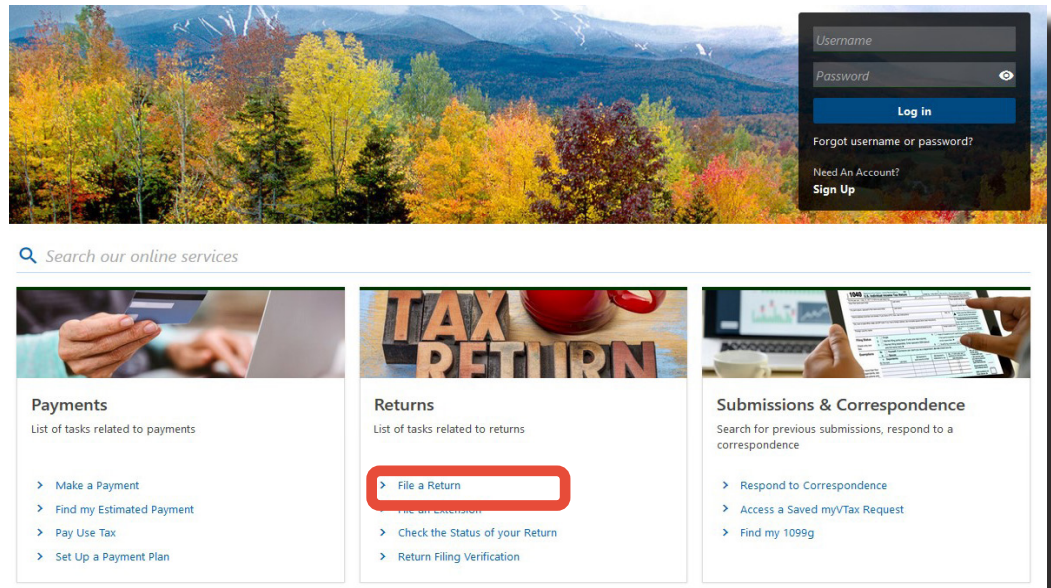 Username
Password
Log in
Forgot username or password?
Need An Account?
Sign Up
Search our online services
TAX
RETURN
1040
Payments
List of tasks related to payments
Make a Payment
Find my Estimated Payment
Pay Use Tax
Set Up a Payment Plan
Returns
List of tasks related to returns
File a Return
File an Extension
Check the Status of your Return
Return Filing Verification
Submissions & Correspondence
Search for previous submissions, respond to a
correspondence
Respond to Correspondence
Access a Saved myVTax Request
Find my 1099g